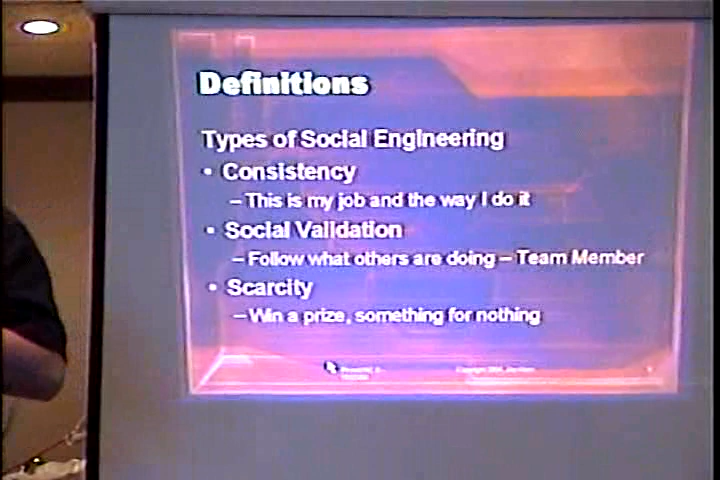 Definitions
Types of Social Engineering
• Consistency
– This is my job and the way I do it
• Social Validation
– Follow what others are doing – Team Member
• Scarcity
– Win a prize, something for nothing